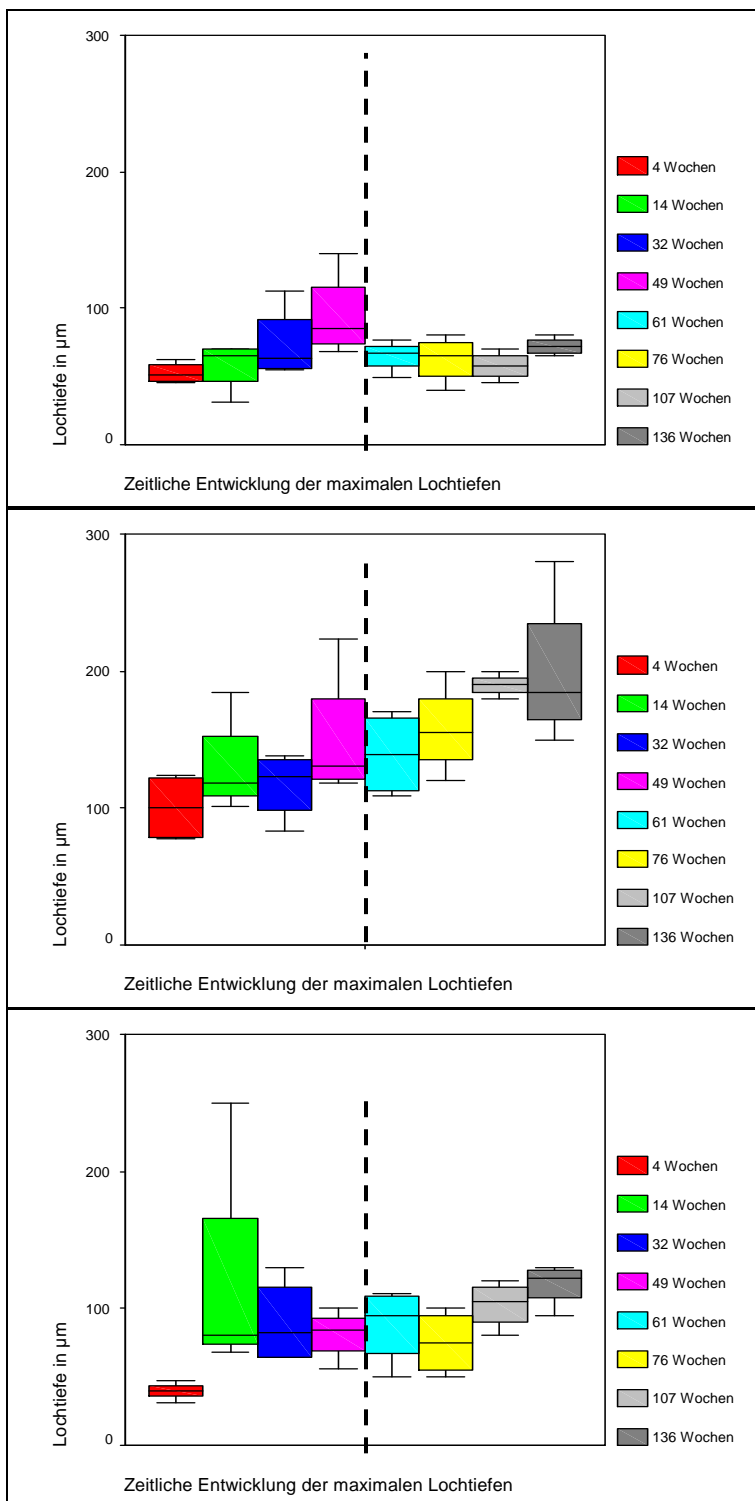 300
200
100
0
Lochtiefe in µm
4 Wochen
14 Wochen
32 Wochen
49 Wochen
61 Wochen
76 Wochen
107 Wochen
136 Wochen
Zeitliche Entwicklung der maximalen Lochtiefen
300
200
100
0
Lochtiefe in µm
4 Wochen
14 Wochen
32 Wochen
49 Wochen
61 Wochen
76 Wochen
107 Wochen
136 Wochen
Zeitliche Entwicklung der maximalen Lochtiefen
300
200
100
0
Lochtiefe in µm
4 Wochen
14 Wochen
32 Wochen
49 Wochen
61 Wochen
76 Wochen
107 Wochen
136 Wochen
Zeitliche Entwicklung der maximalen Lochtiefen